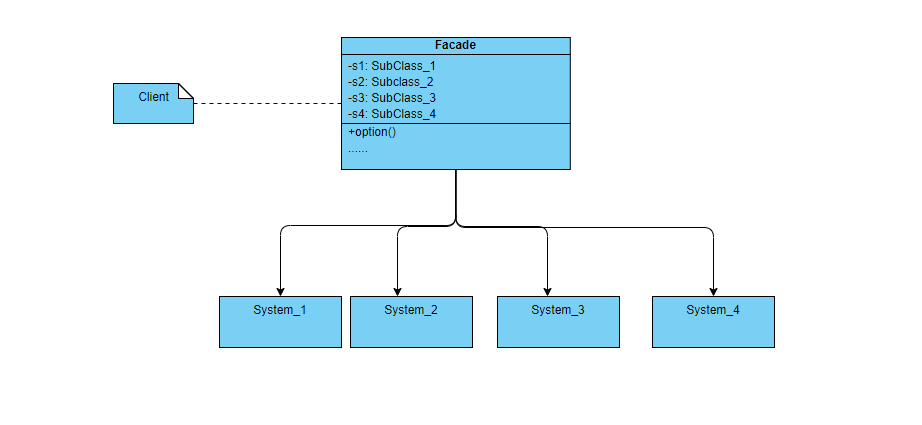 Facade
-s1: SubClass_1
-s2: Subclass_2
-s3: SubClass_3
-s4: SubClass_4
+option()
......
Client
System_1
System_2
System_3
System_4